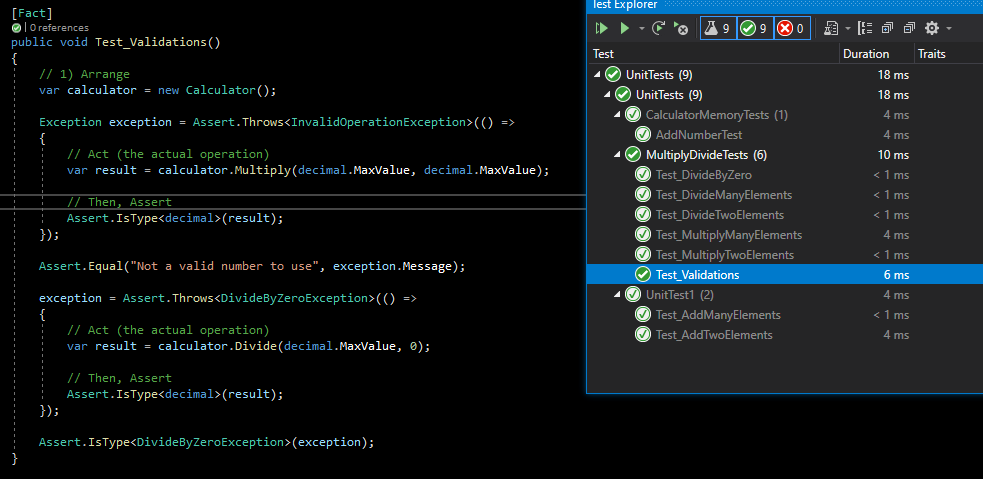 [Fact]
0 references
public void Test_Validations()
{
// 1) Arrange
var calculator = new Calculator();
Exception exception = Assert.Throws<InvalidOperationException>(() =>
{
// Act (the actual operation)
var result = calculator.Multiply(decimal.MaxValue, decimal.MaxValue);
// Then, Assert
Assert.IsType<decimal>(result);
});
Assert.Equal("Not a valid number to use", exception.Message);
exception = Assert.Throws<DivideByZeroException>(() =>
{
// Act (the actual operation)
var result = calculator.Divide(decimal.MaxValue, 0);
// Then, Assert
Assert.IsType<decimal>(result);
});
Assert.IsType<DivideByZeroException>(exception);
}
Test Explorer
9 9 0
Test Duration Traits
UnitTests (9) 18 ms
UnitTests (9) 18 ms
CalculatorMemoryTests (1) 4 ms
AddNumberTest 4 ms
MultiplyDivideTests (6) 10 ms
Test_DivideByZero < 1 ms
Test_DivideManyElements < 1 ms
Test_DivideTwoElements < 1 ms
Test_MultiplyManyElements 4 ms
Test_MultiplyTwoElements < 1 ms
Test_Validations 6 ms
UnitTest1 (2) 4 ms
Test_AddManyElements < 1 ms
Test_AddTwoElements 4 ms